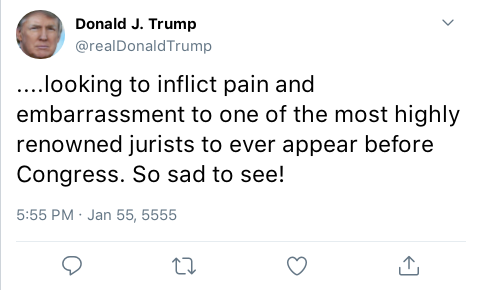 Donald J. Trump
@realDonaldTrump
....looking to inflict pain and
embarrassment to one of the most highly
renowned jurists to ever appear before
Congress. So sad to see!
5:55 PM · Jan 55, 5555